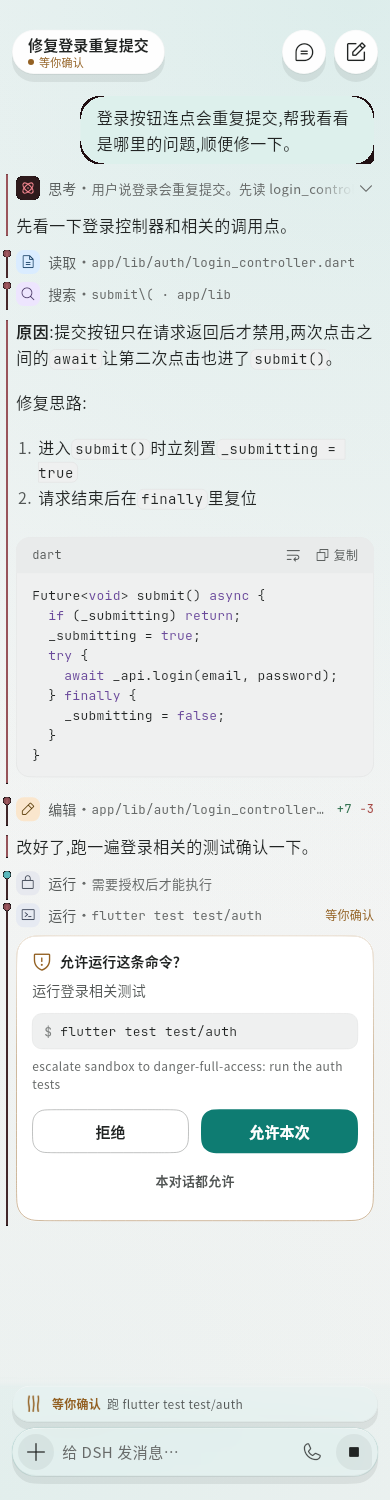 修复登录重复提交
等你确认
登录按钮连点会重复提交,帮我看看
是哪里的问题,顺便修一下。
思考 · 用户说登录会重复提交。先读 login_contro
先看一下登录控制器和相关的调用点。
读取 · app/lib/auth/login_controller.dart
搜索 · submit\( · app/lib
原因:提交按钮只在请求返回后才禁用,两次点击之
间的 await 让第二次点击也进了 submit()。
修复思路:
1. 进入 submit() 时立刻置 _submitting =
true
2. 请求结束后在 finally 里复位
dart 复制
Future<void> submit() async {
if (_submitting) return;
_submitting = true;
try {
await _api.login(email, password);
} finally {
_submitting = false;
}
}
编辑 · app/lib/auth/login_controller… +7 -3
改好了,跑一遍登录相关的测试确认一下。
运行 · 需要授权后才能执行
运行 · flutter test test/auth 等你确认
允许运行这条命令?
运行登录相关测试
$ flutter test test/auth
escalate sandbox to danger-full-access: run the auth
tests
拒绝 允许本次
本对话都允许
等你确认 跑 flutter test test/auth
给 DSH 发消息…